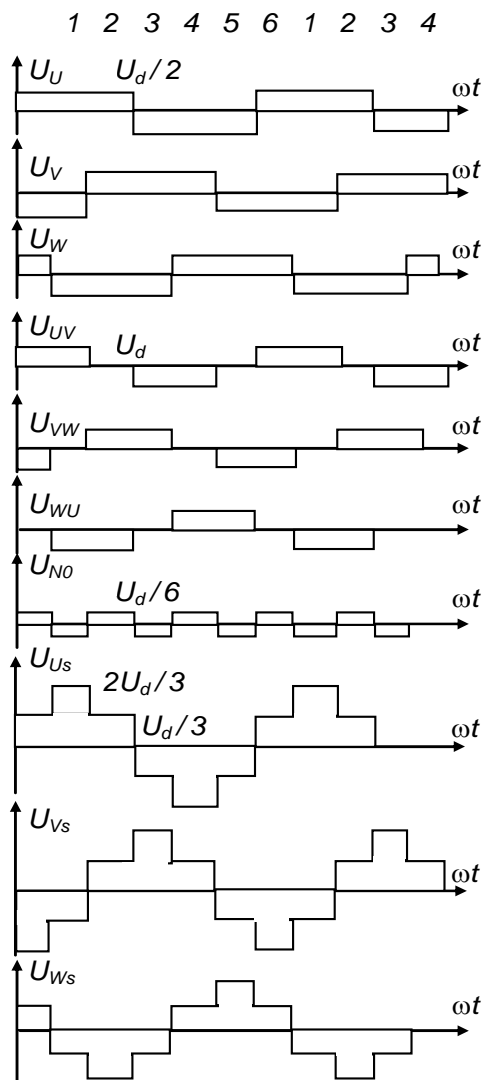 1 2 3 4 5 6 1 2 3 4
U_U U_d/2 ωt
U_V ωt
U_W ωt
U_UV U_d ωt
U_VW ωt
U_WU ωt
U_N0 U_d/6 ωt
U_Us ωt
2U_d/3
U_d/3
U_Vs ωt
U_Ws ωt